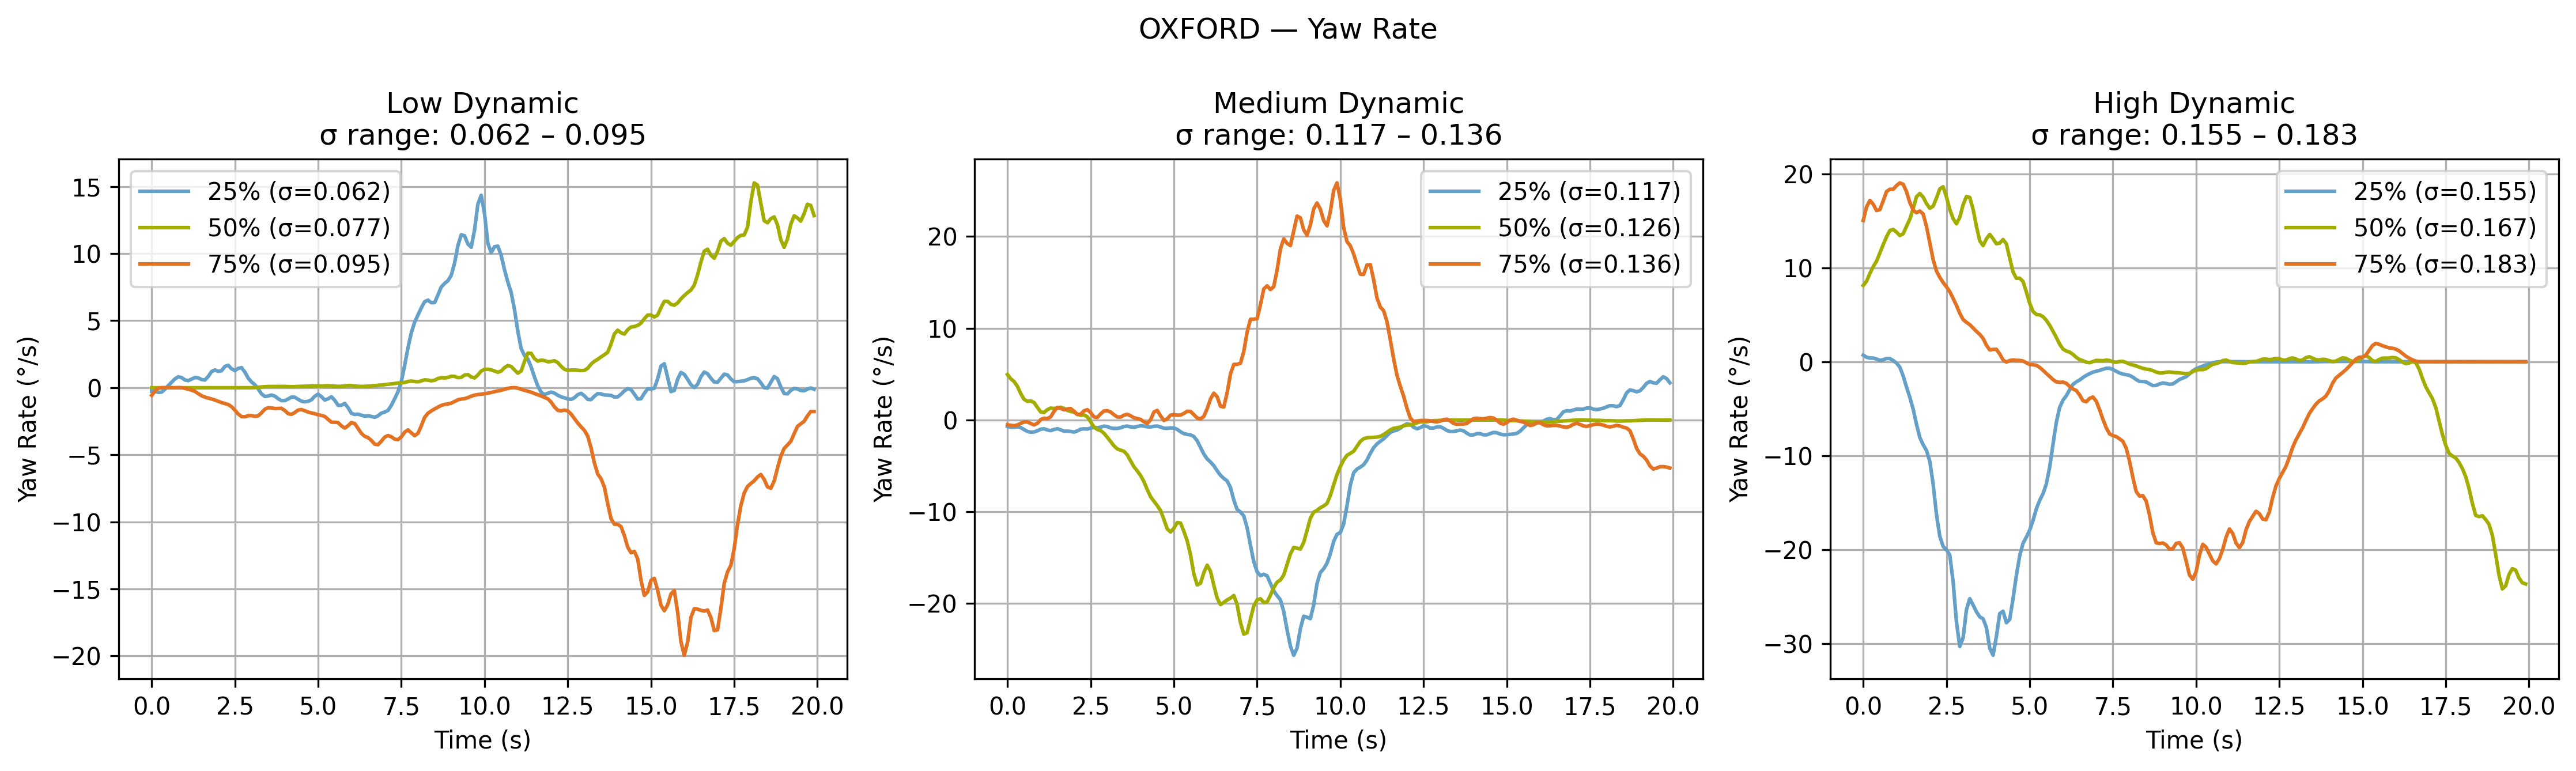 OXFORD — Yaw Rate
Low Dynamic
σ range: 0.062 – 0.095
Yaw Rate (°/s)
15
10
5
0
−5
−10
−15
−20
25% (σ=0.062)
50% (σ=0.077)
75% (σ=0.095)
0.0 2.5 5.0 7.5 10.0 12.5 15.0 17.5 20.0
Time (s)
Medium Dynamic
σ range: 0.117 – 0.136
Yaw Rate (°/s)
20
10
0
−10
−20
25% (σ=0.117)
50% (σ=0.126)
75% (σ=0.136)
0.0 2.5 5.0 7.5 10.0 12.5 15.0 17.5 20.0
Time (s)
High Dynamic
σ range: 0.155 – 0.183
Yaw Rate (°/s)
20
10
0
−10
−20
−30
25% (σ=0.155)
50% (σ=0.167)
75% (σ=0.183)
0.0 2.5 5.0 7.5 10.0 12.5 15.0 17.5 20.0
Time (s)